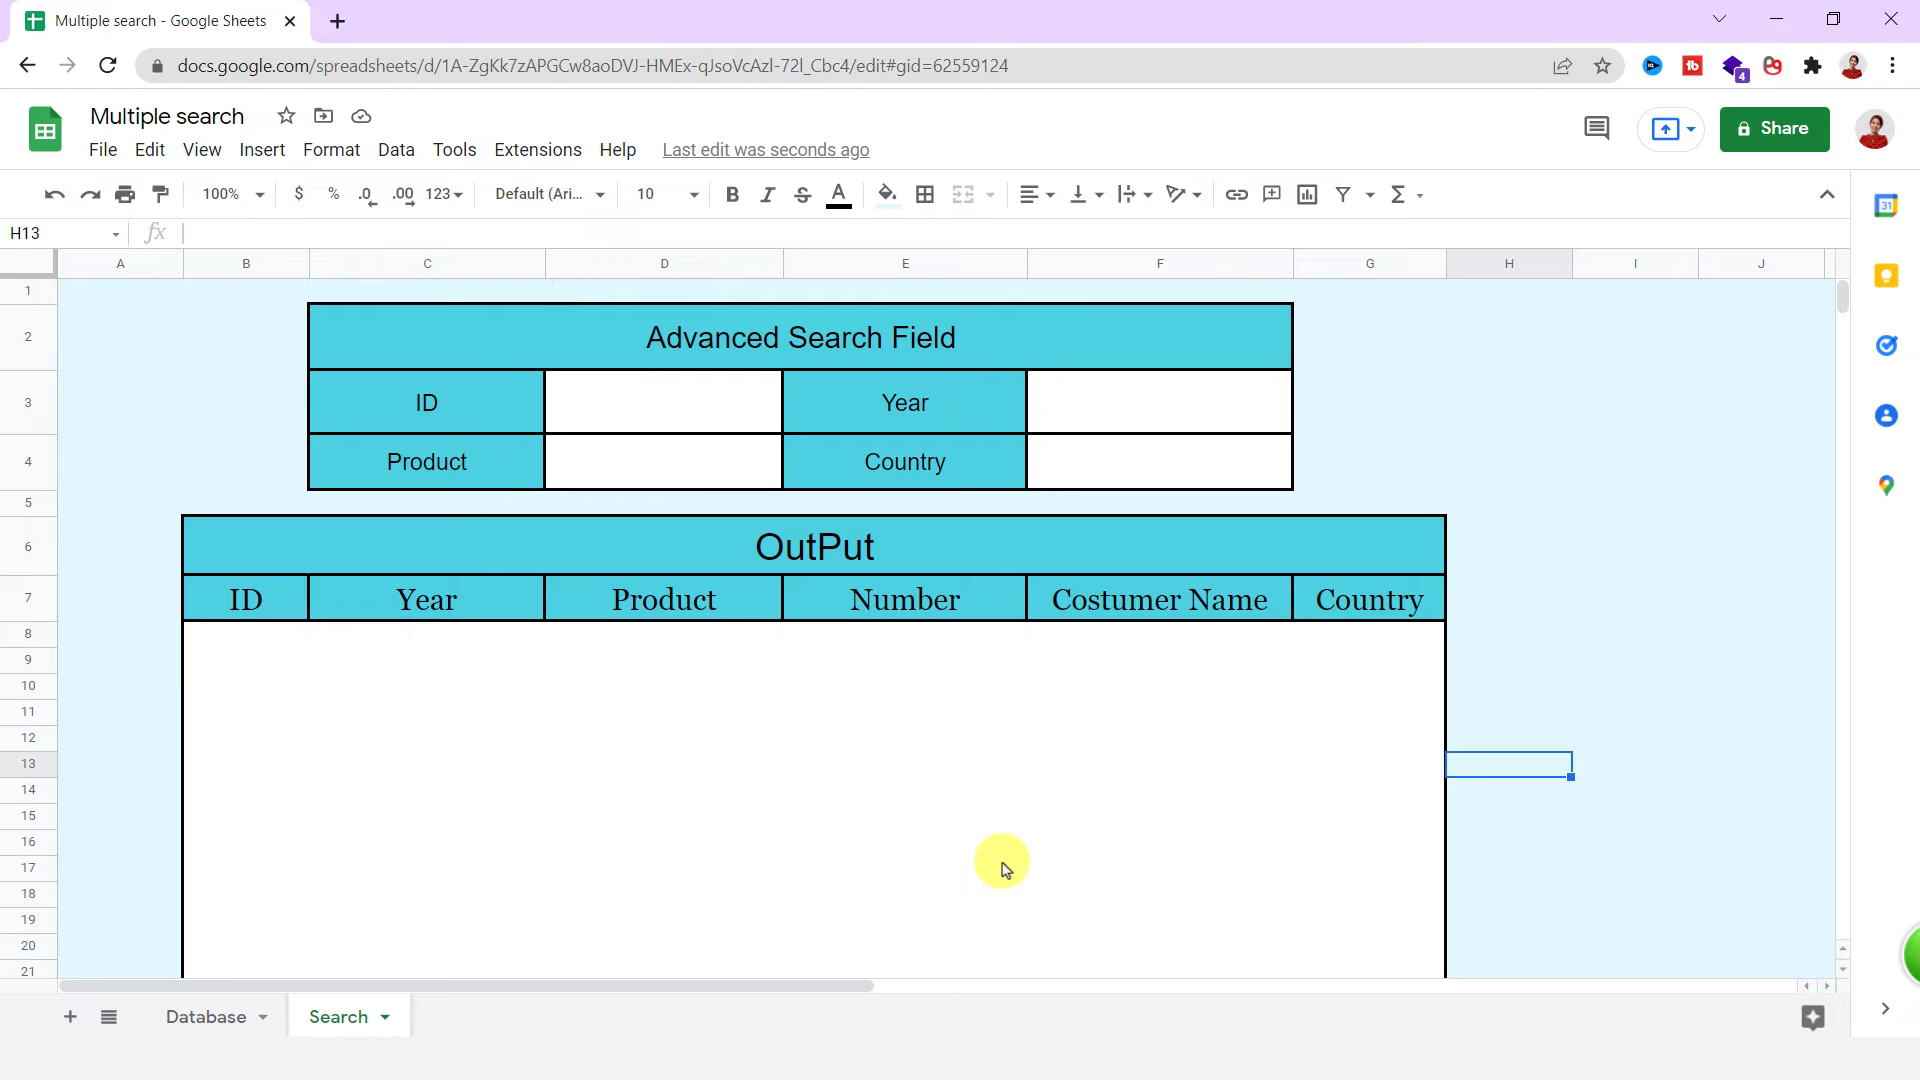 Multiple search - Google Sheets
docs.google.com/spreadsheets/d/1A-ZgKk7zAPGCw8aoDVJ-HMEx-qJsoVcAzl-72l_Cbc4/edit#gid=62559124
4
Multiple search
Share
File Edit View Insert Format Data Tools Extensions Help Last edit was seconds ago
100% $ % .0 .00 123 Default (Ari... 10 B I S A Σ
H13 fx
A B C D E F G H I J
1
2 Advanced Search Field
3 ID Year
4 Product Country
5
6 OutPut
7 ID Year Product Number Costumer Name Country
8
9
10
11
12
13
14
15
16
17
18
19
20
21
+ Database Search
31